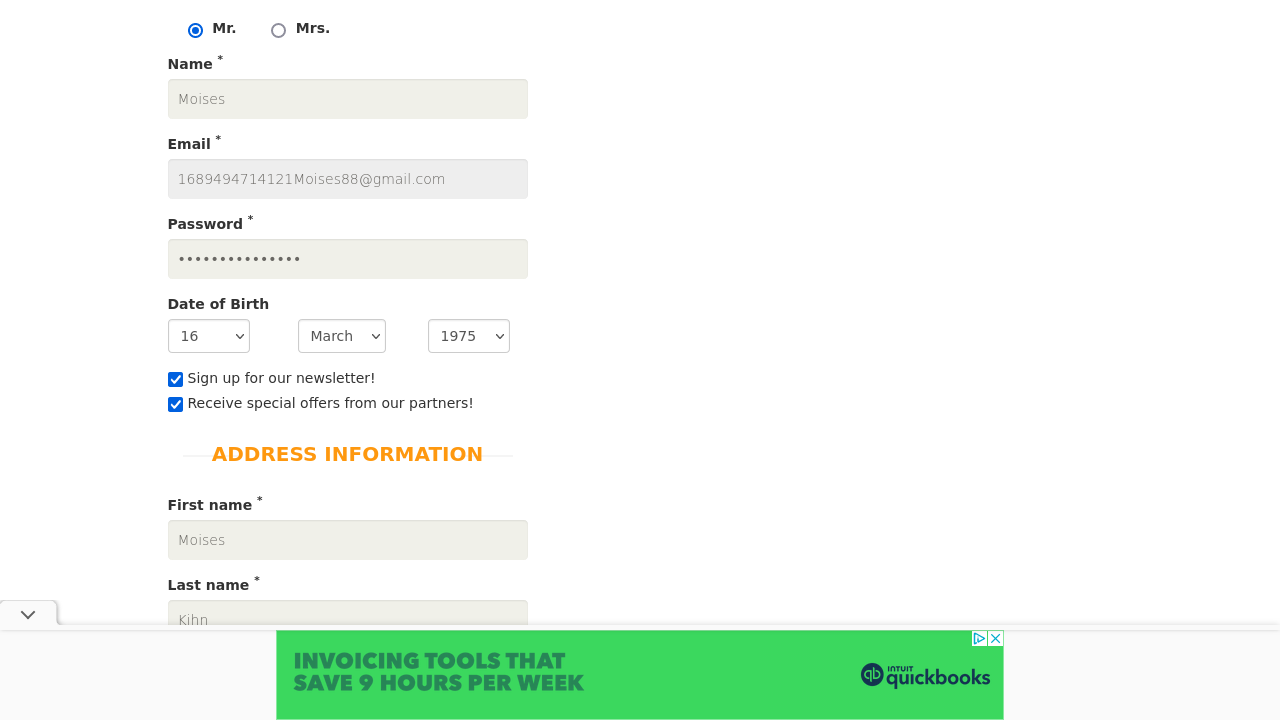 Mr. Mrs.
Name *
Moises
Email *
1689494714121Moises88@gmail.com
Password *
•••••••••••••••
Date of Birth
16 March 1975
Sign up for our newsletter!
Receive special offers from our partners!
ADDRESS INFORMATION
First name *
Moises
Last name *
Kihn
INVOICING TOOLS THAT
SAVE 9 HOURS PER WEEK
INTUIT
quickbooks